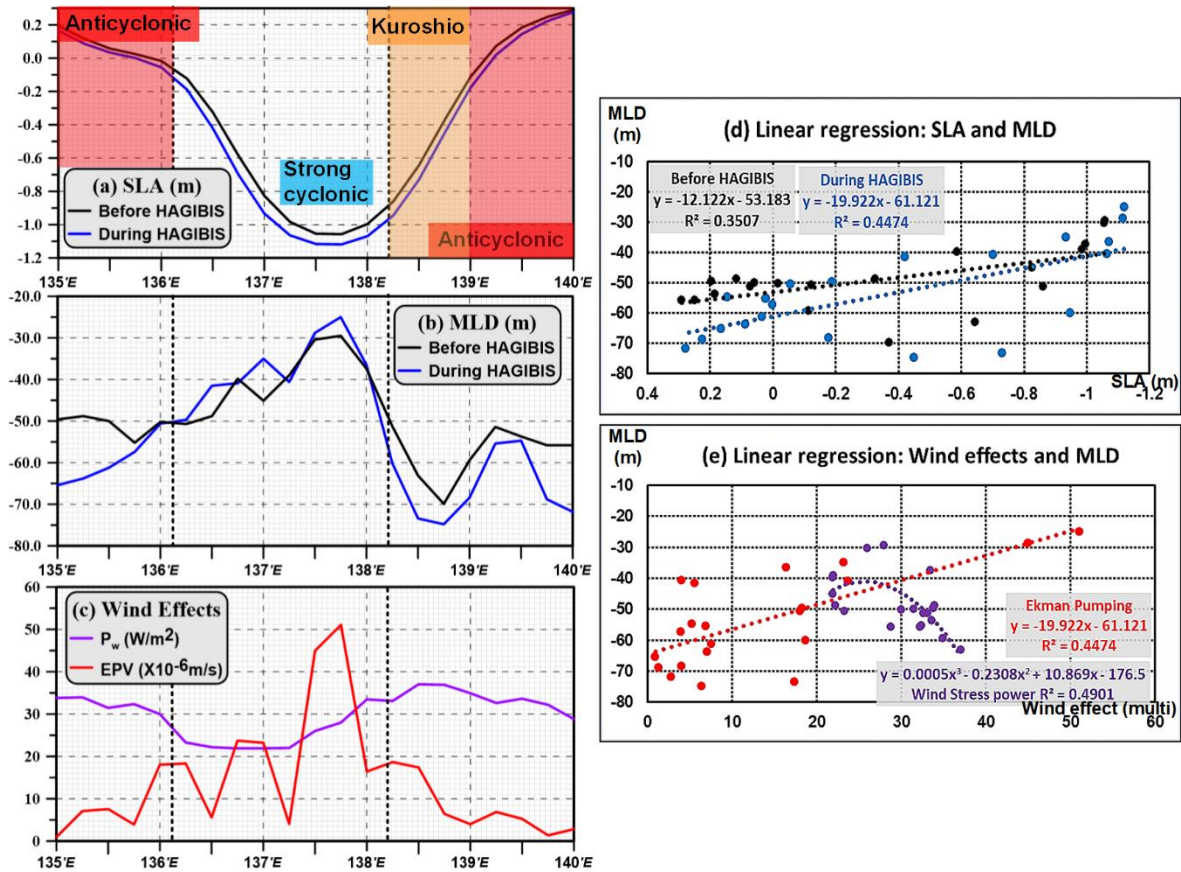 Anticyclonic
Kuroshio
Strong
cyclonic
Anticyclonic
(a) SLA (m)
Before HAGIBIS
During HAGIBIS
0.2
0.0
-0.2
-0.4
-0.6
-0.8
-1.0
-1.2
135'E 136'E 137'E 138'E 139'E 140'E
(b) MLD (m)
Before HAGIBIS
During HAGIBIS
-20.0
-30.0
-40.0
-50.0
-60.0
-70.0
-80.0
135'E 136'E 137'E 138'E 139'E 140'E
(c) Wind Effects
Pw (W/m²)
EPV (X10⁻⁶m/s)
60
50
40
30
20
10
0
135'E 136'E 137'E 138'E 139'E 140'E
MLD
(m)
(d) Linear regression: SLA and MLD
Before HAGIBIS
y = -12.122x - 53.183
R² = 0.3507
During HAGIBIS
y = -19.922x - 61.121
R² = 0.4474
-10
-20
-30
-40
-50
-60
-70
-80
0.4 0.2 0 -0.2 -0.4 -0.6 -0.8 -1 -1.2
SLA (m)
MLD
(m)
(e) Linear regression: Wind effects and MLD
Ekman Pumping
y = -19.922x - 61.121
R² = 0.4474
y = 0.0005x³ - 0.2308x² + 10.869x - 176.5
Wind Stress power R² = 0.4901
Wind effect (multi)
-10
-20
-30
-40
-50
-60
-70
-80
0 10 20 30 40 50 60